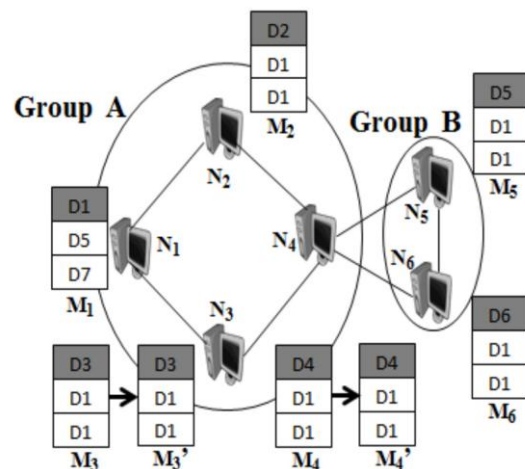 D2
D1
D1
M2
Group A
Group B
D5
D1
D1
M5
N2
N5
D1
D5
D7
M1
N1
N4
N6
N3
D6
D1
D1
M6
D3
D1
D1
M3
D3
D1
D1
M3'
D4
D1
D1
M4
D4
D1
D1
M4'